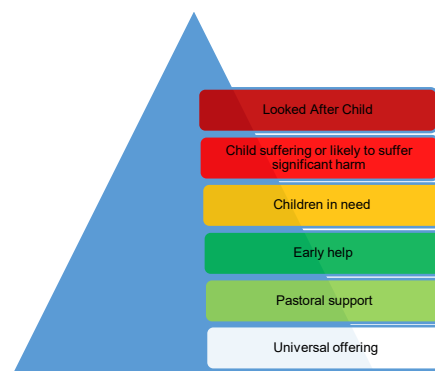 Looked After Child
Child suffering or likely to suffer
significant harm
Children in need
Early help
Pastoral support
Universal offering